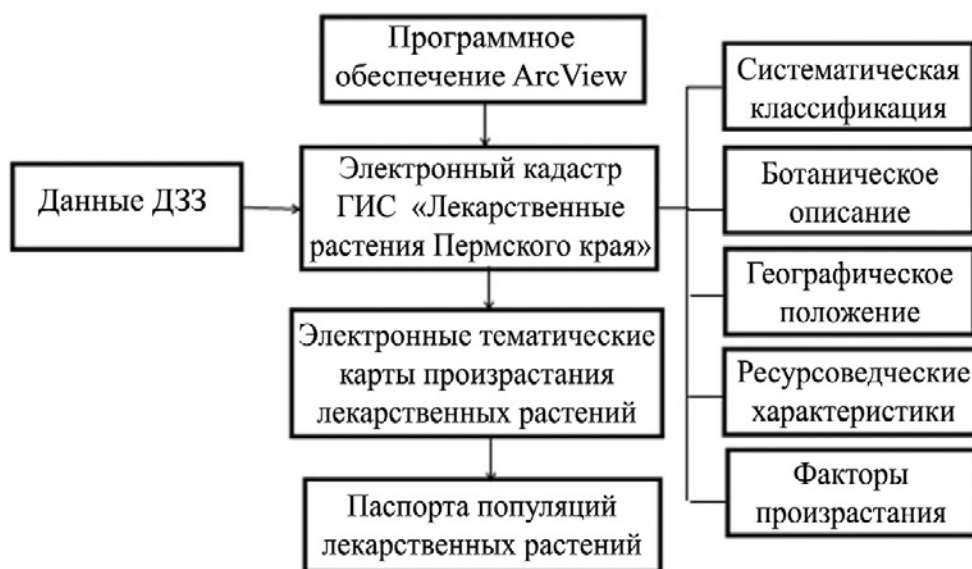 Программное
обеспечение ArcView
Данные ДЗЗ
Электронный кадастр
ГИС «Лекарственные
растения Пермского края»
Электронные тематические
карты произрастания
лекарственных растений
Паспорта популяций
лекарственных растений
Систематическая
классификация
Ботаническое
описание
Географическое
положение
Ресурсоведческие
характеристики
Факторы
произрастания